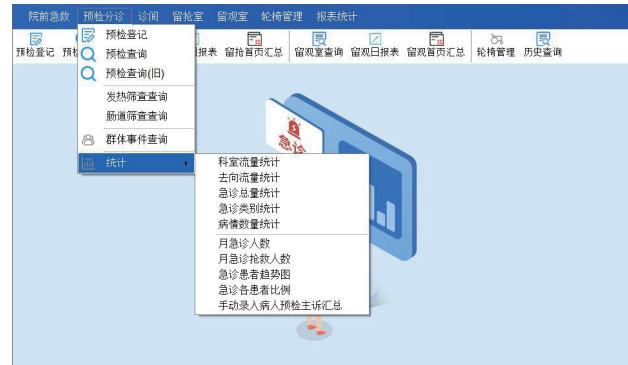 院前急救 预检分诊 诊间 留抢室 留观室 轮椅管理 报表统计
预检登记 预检 日报表 留抢首页汇总 留观室查询 留观日报表 留观首页汇总 轮椅管理 历史查询
预检登记
预检查询
预检查询(旧)
发热筛查查询
肠道筛查查询
群体事件查询
统计
急诊
科室流量统计
去向流量统计
急诊总量统计
急诊类别统计
病情数量统计
月急诊人数
月急诊抢救人数
急诊患者趋势图
急诊各患者比例
手动录入病人预检主诉汇总